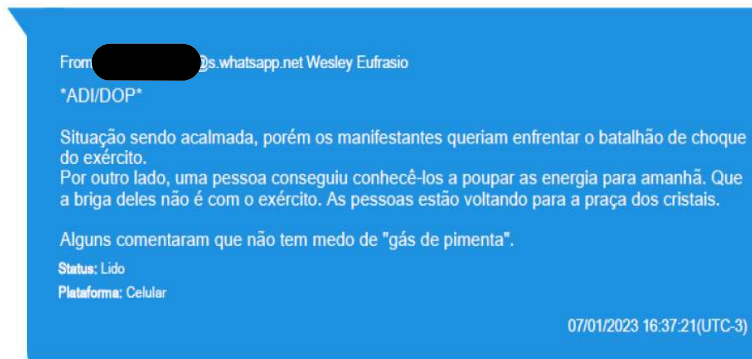 From @s.whatsapp.net Wesley Eufrasio
*ADI/DOP*
Situação sendo acalmada, porém os manifestantes queriam enfrentar o batalhão de choque
do exército.
Por outro lado, uma pessoa conseguiu conhecê-los a poupar as energia para amanhã. Que
a briga deles não é com o exército. As pessoas estão voltando para a praça dos cristais.
Alguns comentaram que não tem medo de "gás de pimenta".
Status: Lido
Plataforma: Celular
07/01/2023 16:37:21(UTC-3)